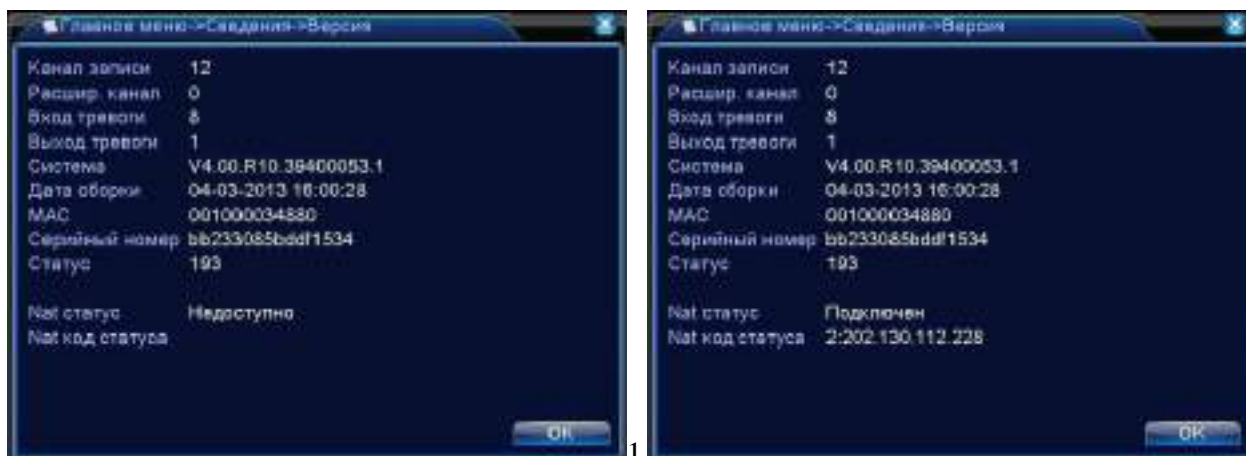 Главное меню->Сведения->Версия
Канал записи 12
Расшир. канал 0
Вход тревоги 8
Выход тревоги 1
Система V4.00.R10.39400053.1
Дата сборки 04-03-2013 16:00:28
MAC 001000034880
Серийный номер bb233085bddf1534
Статус 193
Nat статус Недоступно
Nat код статуса
OK
1
Главное меню->Сведения->Версия
Канал записи 12
Расшир. канал 0
Вход тревоги 8
Выход тревоги 1
Система V4.00.R10.39400053.1
Дата сборки 04-03-2013 16:00:28
MAC 001000034880
Серийный номер bb233085bddf1534
Статус 193
Nat статус Подключен
Nat код статуса 2:202.130.112.228
OK